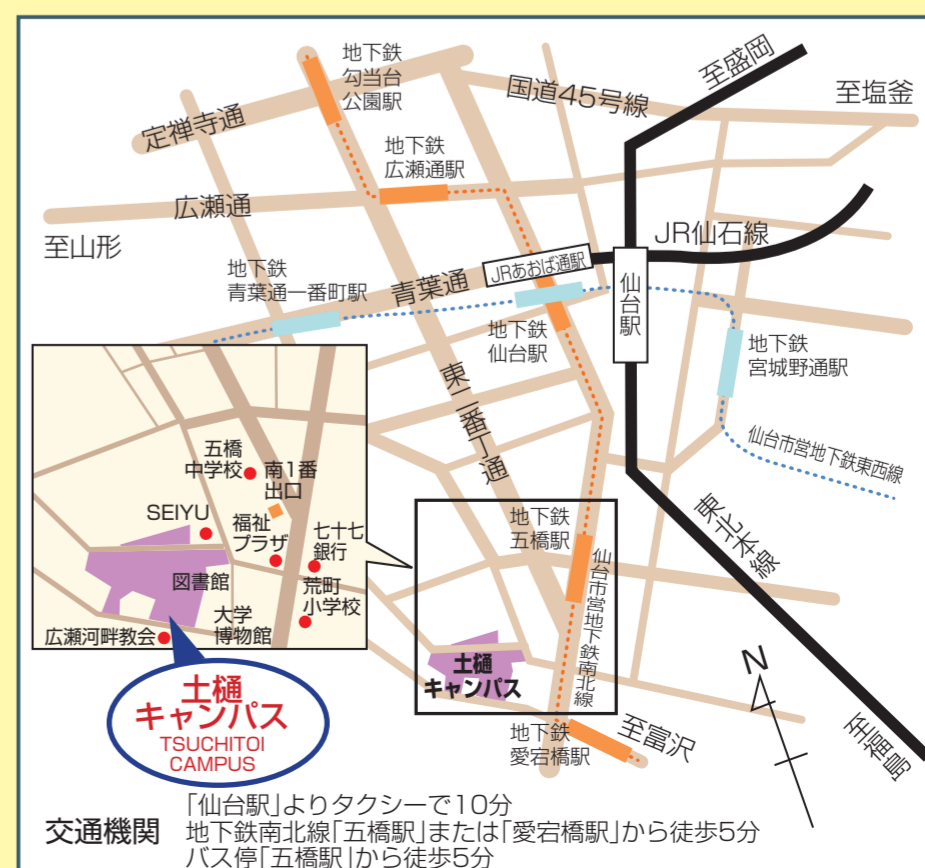 地下鉄
勾当台
公園駅
至盛岡
国道45号線
至塩釜
定禅寺通
地下鉄
広瀬通駅
広瀬通
至山形
JR仙石線
地下鉄
青葉通一番町駅
青葉通
JRあおば通駅
仙台駅
地下鉄
仙台駅
地下鉄
宮城野通駅
東二番丁通
仙台市営地下鉄東西線
五橋
中学校
南1番
出口
SEIYU
福祉
プラザ
七十七
銀行
図書館
荒町
小学校
大学
博物館
広瀬河畔教会
地下鉄
五橋駅
東北本線
仙台市営地下鉄南北線
土樋
キャンパス
土樋
キャンパス
TSUCHITOI
CAMPUS
地下鉄
愛宕橋駅
至富沢
N
至福島
交通機関
「仙台駅」よりタクシーで10分
地下鉄南北線「五橋駅」または「愛宕橋駅」から徒歩5分
バス停「五橋駅」から徒歩5分